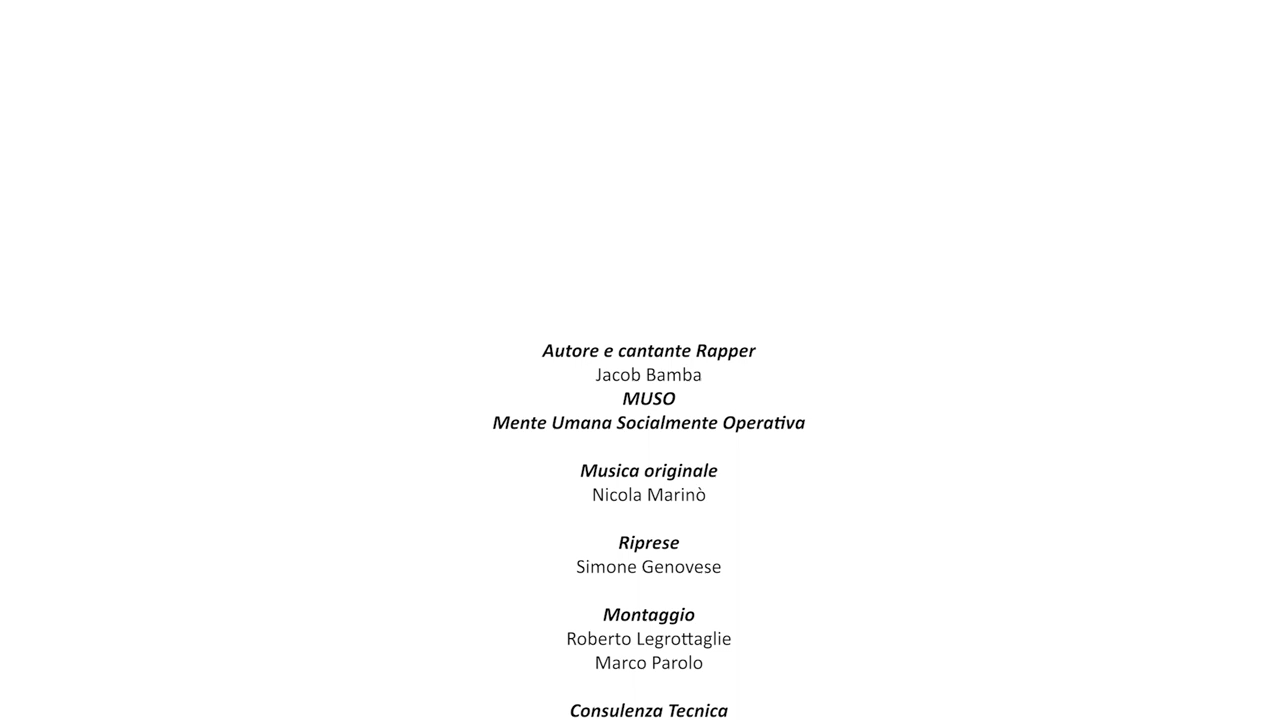 Autore e cantante Rapper
Jacob Bamba
MUSO
Mente Umana Socialmente Operativa
Musica originale
Nicola Marinò
Riprese
Simone Genovese
Montaggio
Roberto Legrottaglie
Marco Parolo
Consulenza Tecnica